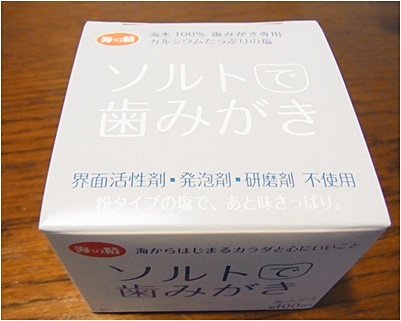 海の精
海水100% 歯みがき専用
カルシウムたっぷりの塩
ソルトで
歯みがき
界面活性剤・発泡剤・研磨剤 不使用
粉タイプの塩で、あと味さっぱり。
海の精
海からはじまるカラダと心にいいこと
ソルトで
歯みがき